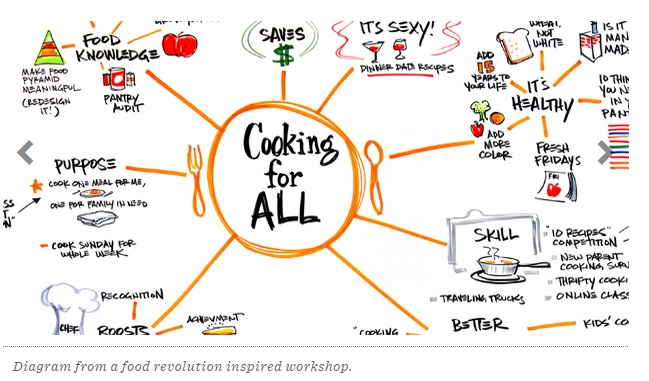 FOOD
KNOWLEDGE
MAKE FOOD
PYRAMID
MEANINGFUL
(REDESIGN
IT!)
PANTRY
AUDIT
SAVES
$
IT'S SEXY!
DINNER DATE RECIPES
WHEAT,
NOT
WHITE
IS IT
MAN
MAD
ADD
15
YEARS TO
YOUR LIFE
IT'S
HEALTHY
10 THIN
YOU N
IN Y
PANT
ADD
MORE
COLOR
FRESH
FRIDAYS
FRI
Cooking
for
ALL
PURPOSE
COOK ONE MEAL FOR ME,
ONE FOR FAMILY IN NEED
COOK SUNDAY FOR
WHOLE WEEK
SKILL
"10 RECIPES"
COMPETITION
NEW PARENT
COOKING SURV
THRIFTY COOKI
ONLINE CLASS
TRAVELING TRUCKS
RECOGNITION
CHEF
ROOSTS
ACHIEVMENT
"COOKING
BETTER
KIDS' CO
Diagram from a food revolution inspired workshop.